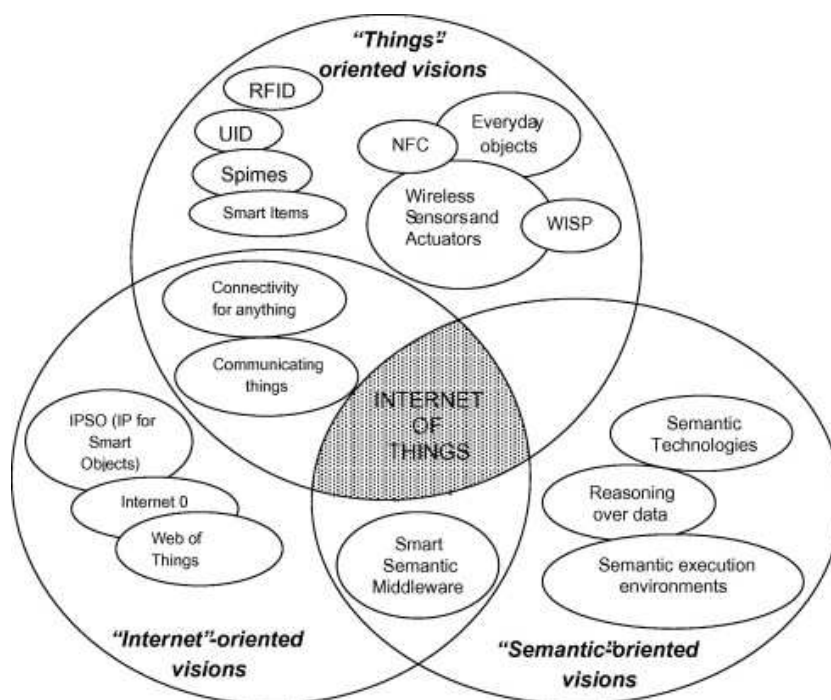 “Things”-
oriented visions
RFID
UID
Spimes
Smart Items
NFC
Everyday
objects
Wireless
Sensors and
Actuators
WISP
Connectivity
for anything
Communicating
things
INTERNET
OF
THINGS
IPSO (IP for
Smart
Objects)
Internet 0
Web of
Things
Semantic
Technologies
Reasoning
over data
Semantic execution
environments
Smart
Semantic
Middleware
“Internet”-oriented
visions
“Semantic”-oriented
visions